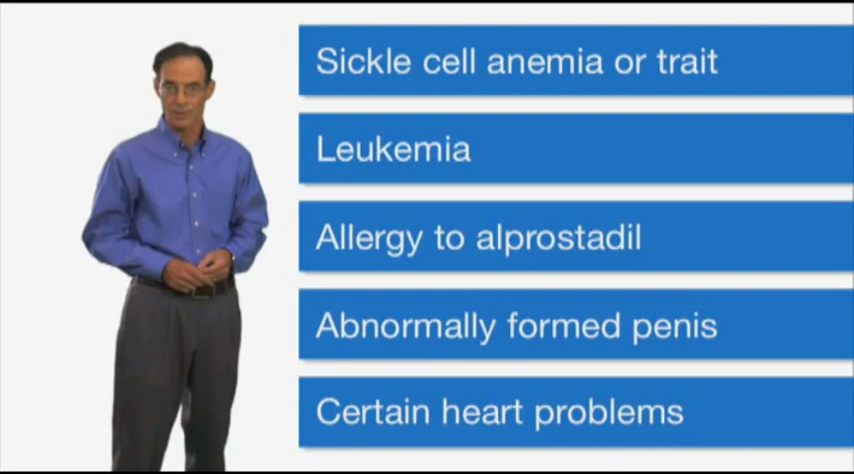 Sickle cell anemia or trait
Leukemia
Allergy to alprostadil
Abnormally formed penis
Certain heart problems